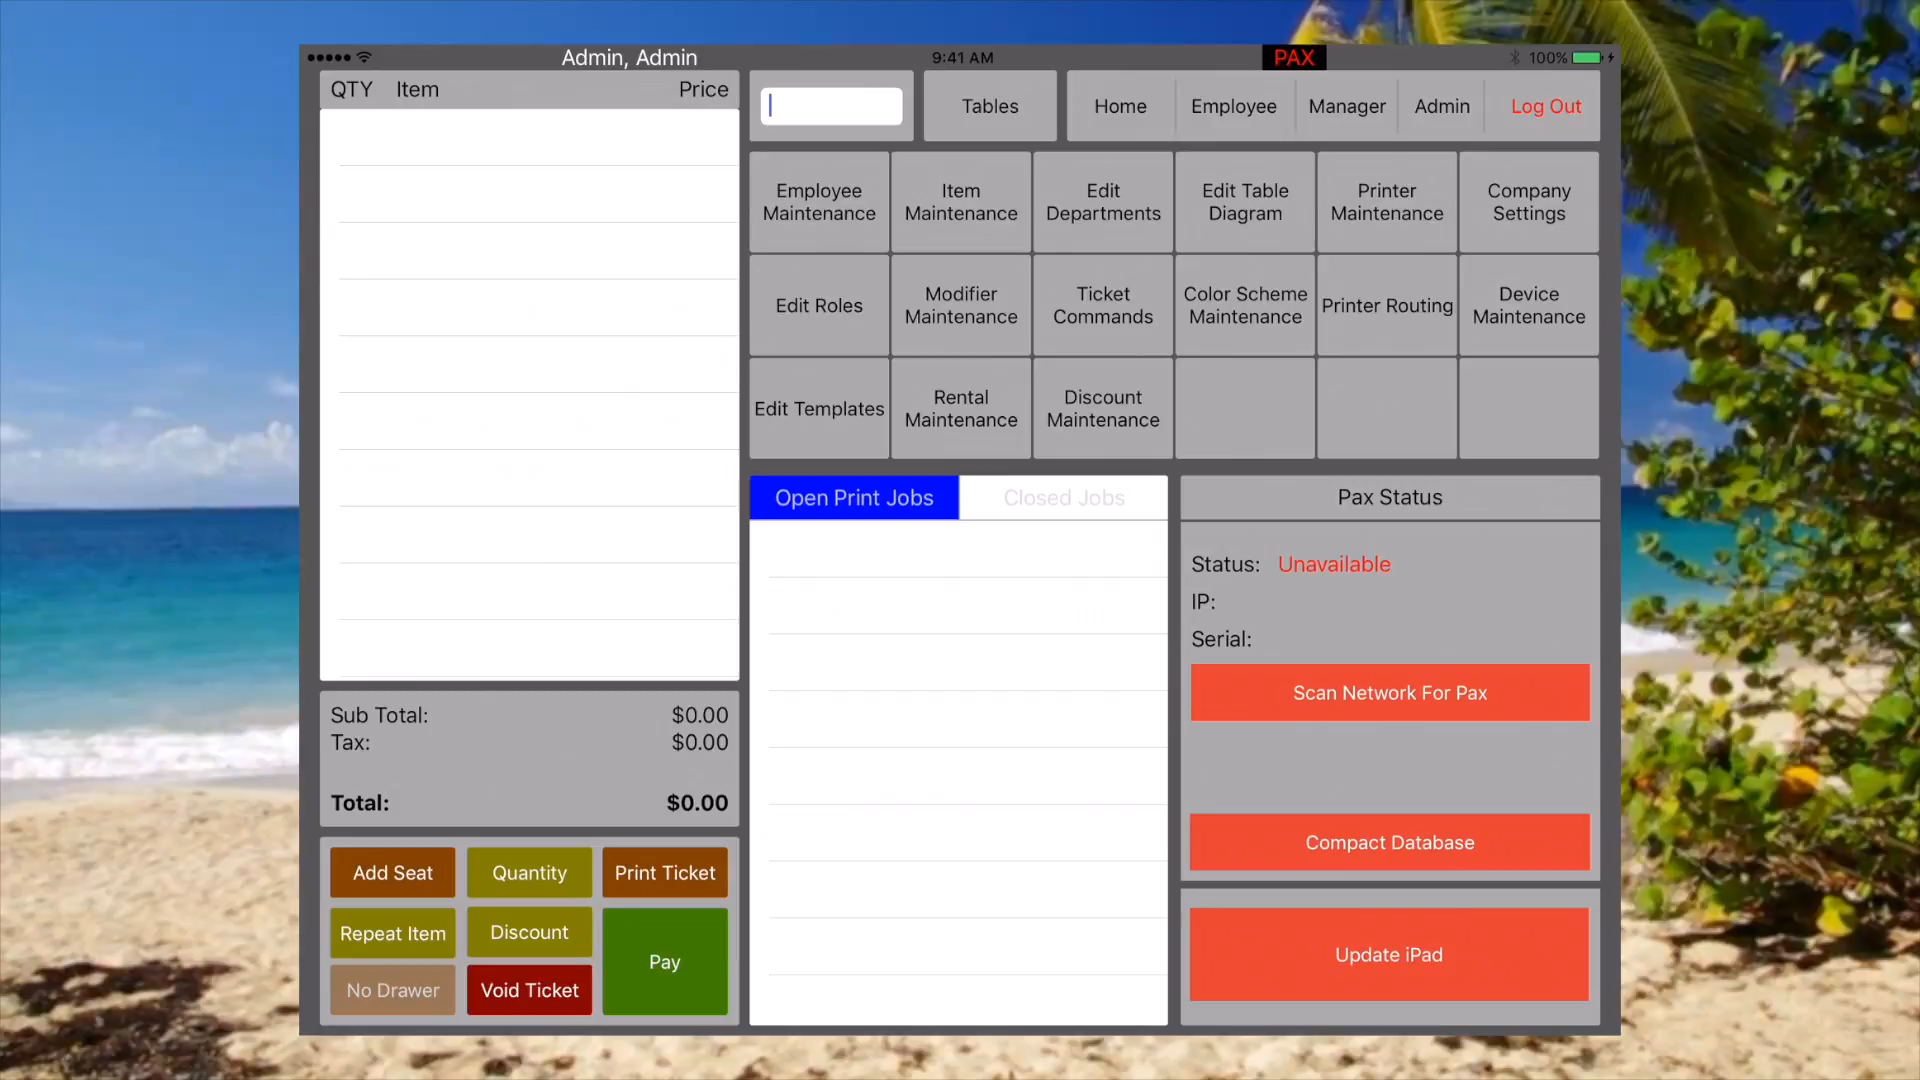 Admin, Admin
9:41 AM
PAX
100%
QTY Item Price
Tables
Home Employee Manager Admin Log Out
Employee
Maintenance
Item
Maintenance
Edit
Departments
Edit Table
Diagram
Printer
Maintenance
Company
Settings
Edit Roles
Modifier
Maintenance
Ticket
Commands
Color Scheme
Maintenance
Printer Routing
Device
Maintenance
Edit Templates
Rental
Maintenance
Discount
Maintenance
Open Print Jobs
Closed Jobs
Pax Status
Status: Unavailable
IP:
Serial:
Scan Network For Pax
Compact Database
Update iPad
Sub Total: $0.00
Tax: $0.00
Total: $0.00
Add Seat
Quantity
Print Ticket
Repeat Item
Discount
Pay
No Drawer
Void Ticket